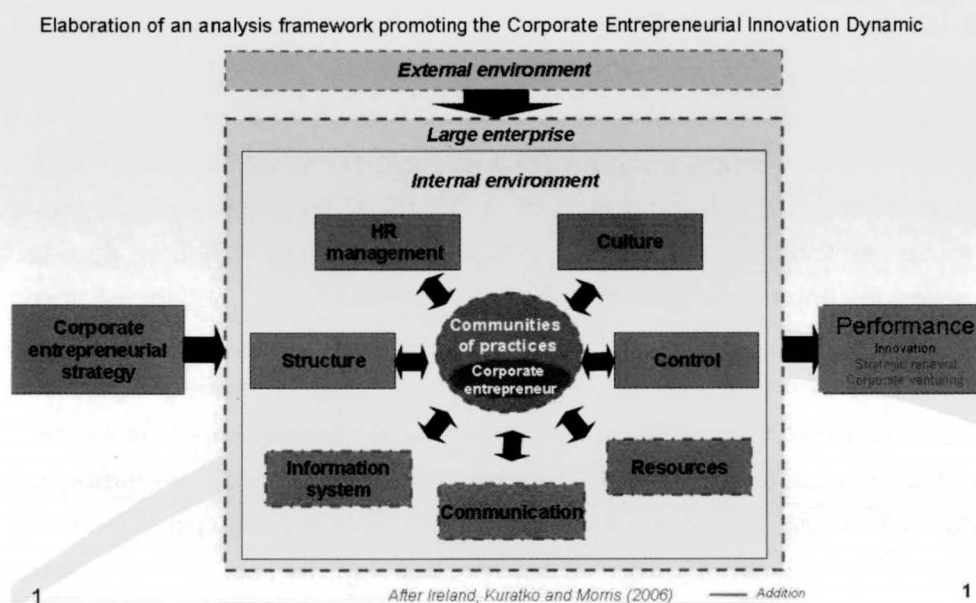 Elaboration of an analysis framework promoting the Corporate Entrepreneurial Innovation Dynamic
External environment
Large enterprise
Internal environment
HR
management
Culture
Corporate
entrepreneurial
strategy
Structure
Communities
of practices
Corporate
entrepreneur
Control
Performance
Innovation
Strategic renewal
Corporate venturing
Information
system
Communication
Resources
1
After Ireland, Kuratko and Morris (2006)
Addition
1